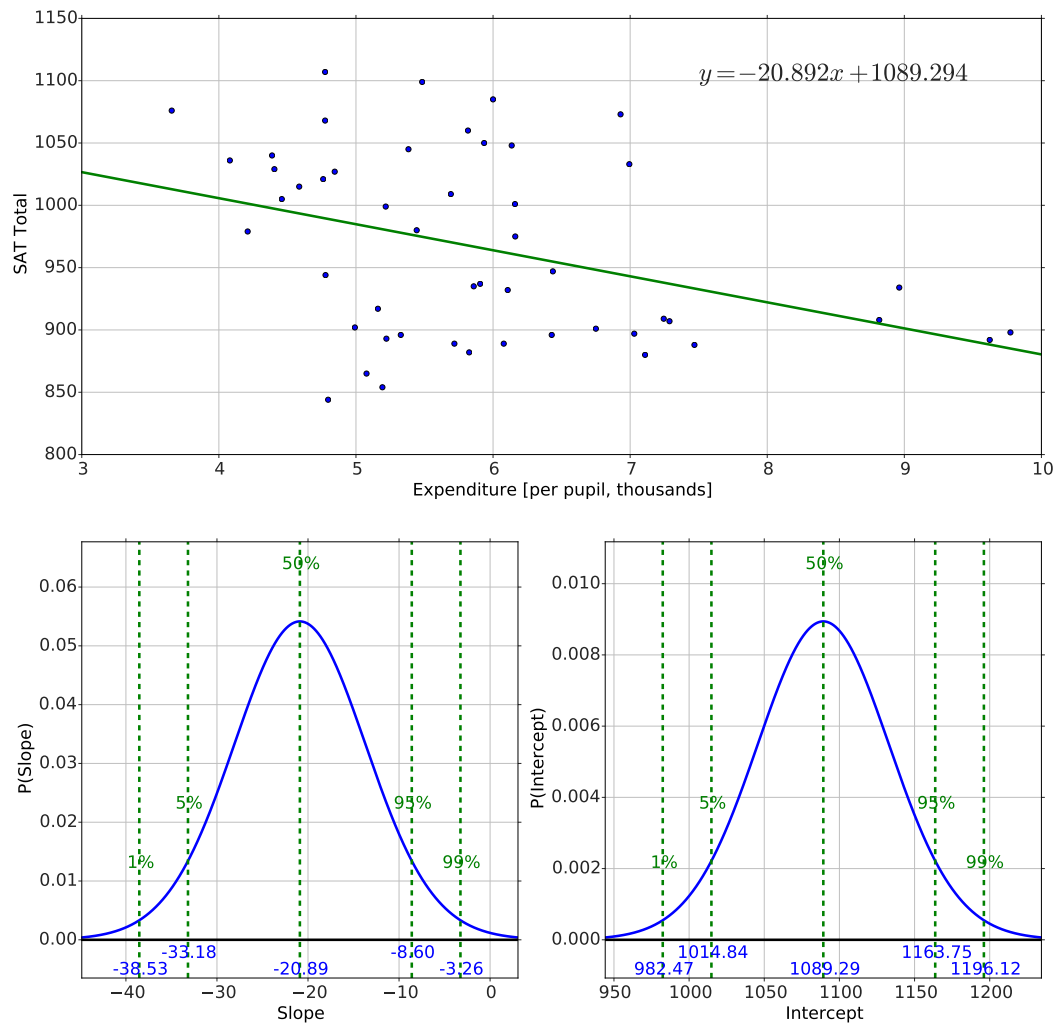 1150
1100
1050
1000
950
900
850
800
SAT Total
y=−20.892x+1089.294
3 4 5 6 7 8 9 10
Expenditure [per pupil, thousands]
0.06
0.05
0.04
0.03
0.02
0.01
0.00
P(Slope)
50%
5% 95%
1% 99%
-33.18 -8.60
-38.53 -20.89 -3.26
−40 −30 −20 −10 0
Slope
0.010
0.008
0.006
0.004
0.002
0.000
P(Intercept)
50%
5% 95%
1% 99%
1014.84 1163.75
982.47 1089.29 1196.12
950 1000 1050 1100 1150 1200
Intercept